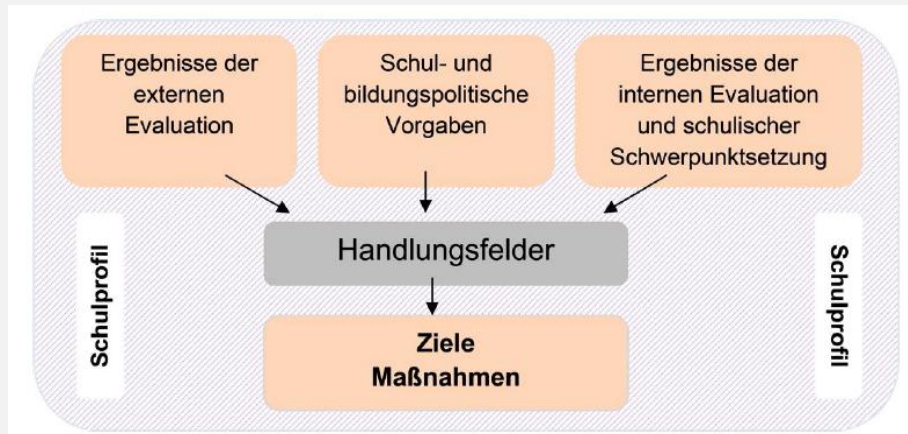 Ergebnisse der
externen
Evaluation
Schul- und
bildungspolitische
Vorgaben
Ergebnisse der
internen Evaluation
und schulischer
Schwerpunktsetzung
Schulprofil
Handlungsfelder
Schulprofil
Ziele
Maßnahmen